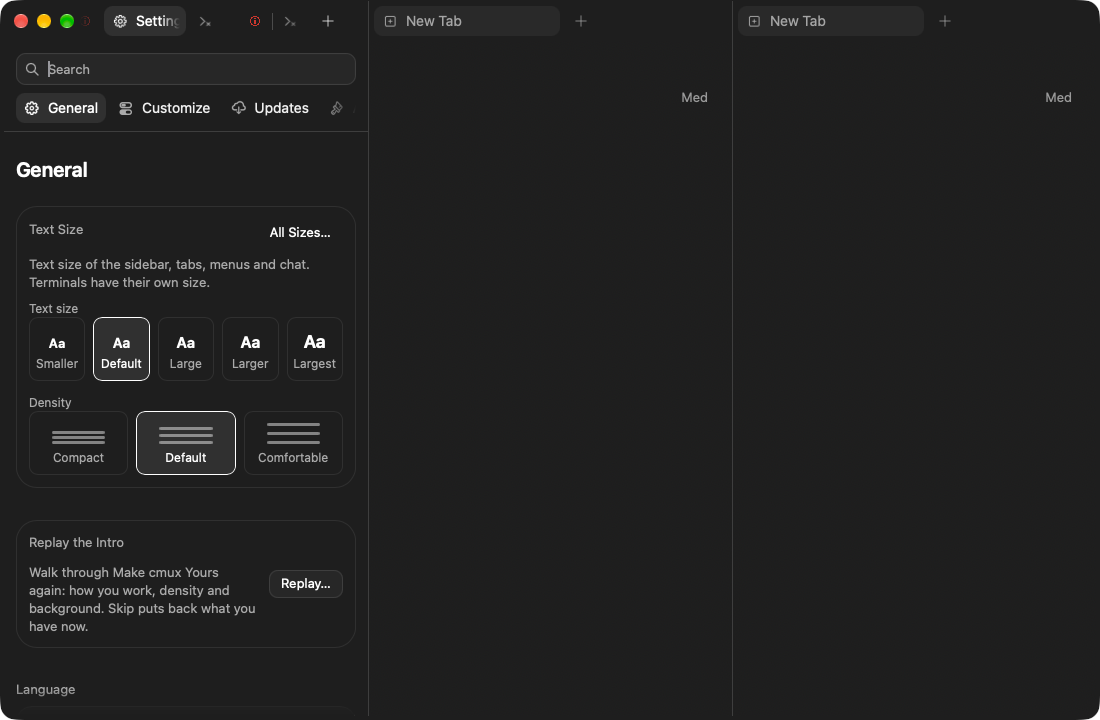 Setting
New Tab
New Tab
Search
General
Customize
Updates
Med
Med
General
Text Size
All Sizes...
Text size of the sidebar, tabs, menus and chat.
Terminals have their own size.
Text size
Aa
Aa
Aa
Aa
Aa
Smaller
Default
Large
Larger
Largest
Density
Compact
Default
Comfortable
Replay the Intro
Walk through Make cmux Yours
again: how you work, density and
background. Skip puts back what you
have now.
Replay...
Language